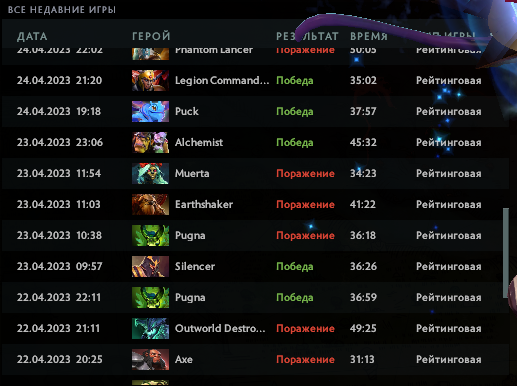 ВСЕ НЕДАВНИЕ ИГРЫ
ДАТА ГЕРОЙ РЕЗУЛЬТАТ ВРЕМЯ ИГРЫ
24.04.2023 22:02 Phantom Lancer Поражение 50:05 Рейтинговая
24.04.2023 21:20 Legion Command... Победа 35:02 Рейтинговая
24.04.2023 19:18 Puck Победа 37:57 Рейтинговая
23.04.2023 23:06 Alchemist Победа 45:32 Рейтинговая
23.04.2023 11:54 Muerta Поражение 34:23 Рейтинговая
23.04.2023 11:03 Earthshaker Поражение 41:22 Рейтинговая
23.04.2023 10:38 Pugna Поражение 36:18 Рейтинговая
23.04.2023 09:57 Silencer Победа 36:26 Рейтинговая
22.04.2023 22:11 Pugna Победа 36:59 Рейтинговая
22.04.2023 21:11 Outworld Destro... Поражение 49:25 Рейтинговая
22.04.2023 20:25 Axe Поражение 31:13 Рейтинговая